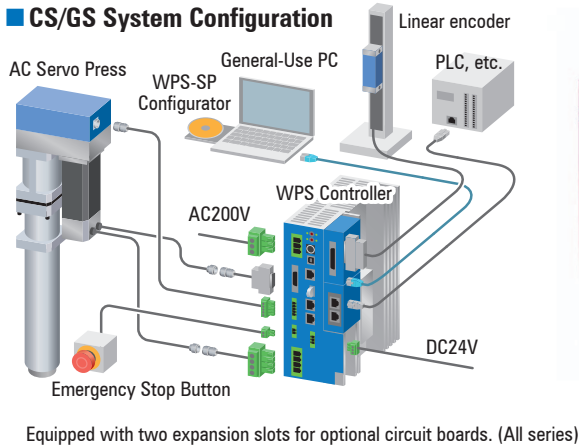 CS/GS System Configuration
Linear encoder
General-Use PC
PLC, etc.
AC Servo Press
WPS-SP
Configurator
WPS Controller
AC200V
DC24V
Emergency Stop Button
Equipped with two expansion slots for optional circuit boards. (All series)